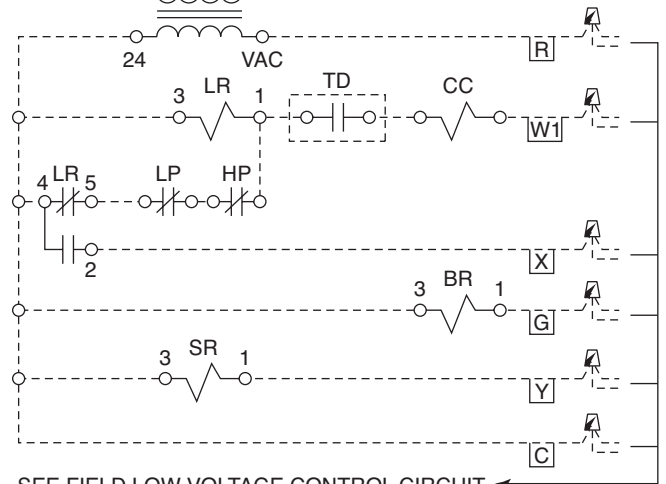 24 VAC R
3 LR 1 TD CC W1
4 LR 5 LP HP
2 X
3 BR 1 G
3 SR 1 Y
C
SEE FIELD LOW VOLTAGE CONTROL CIRCUIT